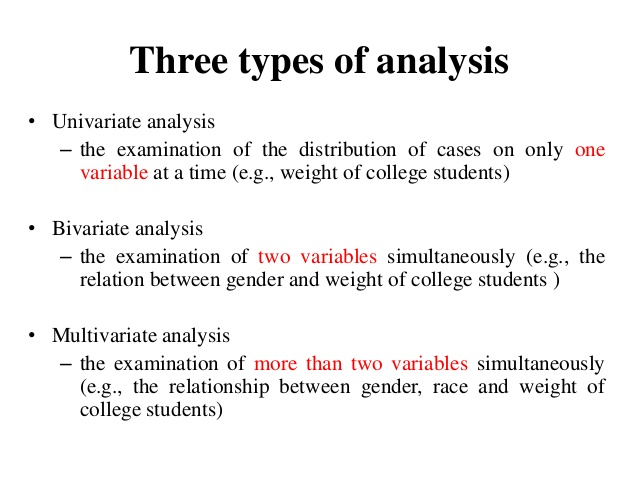 Three types of analysis
• Univariate analysis
– the examination of the distribution of cases on only one
variable at a time (e.g., weight of college students)
• Bivariate analysis
– the examination of two variables simultaneously (e.g., the
relation between gender and weight of college students )
• Multivariate analysis
– the examination of more than two variables simultaneously
(e.g., the relationship between gender, race and weight of
college students)